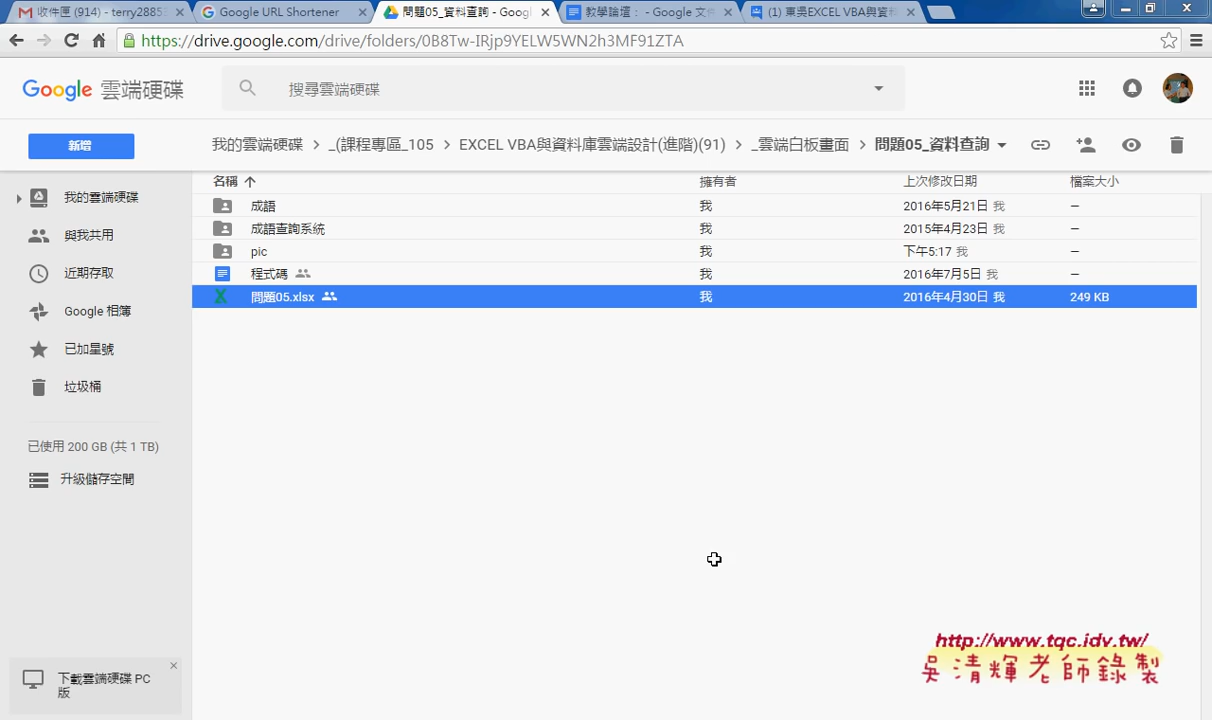 收件匣 (914) - terry2885
Google URL Shortener
問題05_資料查詢 - Googl
教學論壇： - Google 文件
(1) 東吳EXCEL VBA與資料
https://drive.google.com/drive/folders/0B8Tw-IRjp9YELW5WN2h3MF91ZTA
Google 雲端硬碟
搜尋雲端硬碟
新增
我的雲端硬碟 > _(課程專區_105 > EXCEL VBA與資料庫雲端設計(進階)(91) > _雲端白板畫面 > 問題05_資料查詢
名稱 擁有者 上次修改日期 檔案大小
成語 我 2016年5月21日 我 –
成語查詢系統 我 2015年4月23日 我 –
pic 我 下午5:17 我 –
程式碼 我 2016年7月5日 我 –
問題05.xlsx 我 2016年4月30日 我 249 KB
我的雲端硬碟
與我共用
近期存取
Google 相簿
已加星號
垃圾桶
已使用 200 GB (共 1 TB)
升級儲存空間
下載雲端硬碟 PC
版
http://www.tqc.idv.tw/
吳清輝老師錄製